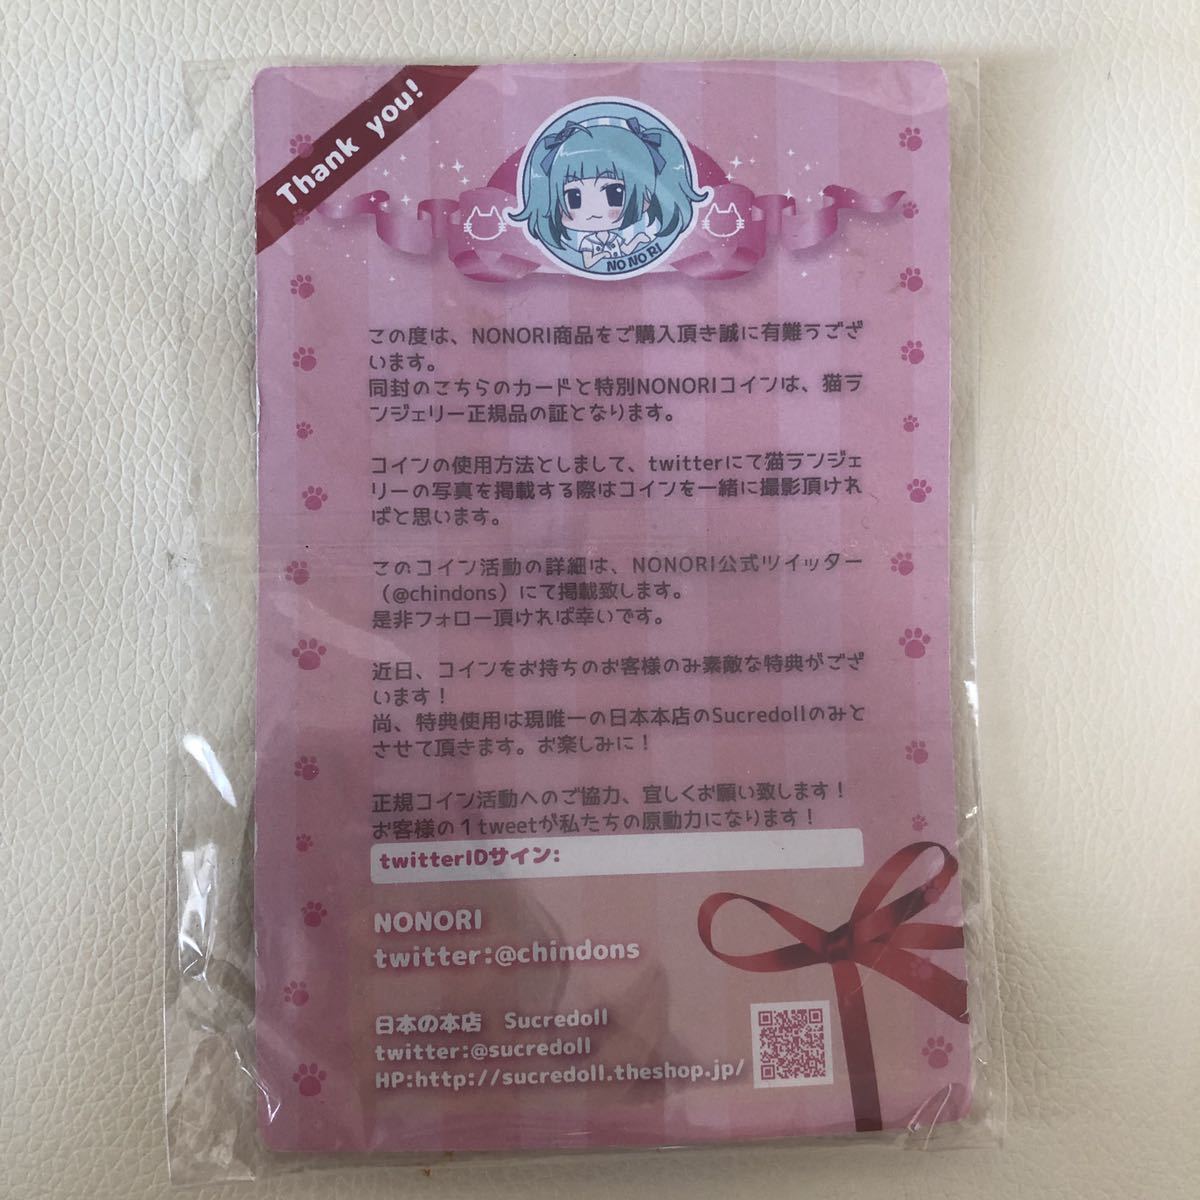 Thank you!
NONORI
この度は、NONORI商品をご購入頂き誠に有難うござ
います。
同封のこちらのカードと特別NONORIコインは、猫ラ
ンジェリー正規品の証となります。
コインの使用方法としまして、twitterにて猫ランジェ
リーの写真を掲載する際はコインを一緒に撮影頂けれ
ばと思います。
このコイン活動の詳細は、NONORI公式ツイッター
（@chindons）にて掲載致します。
是非フォロー頂ければ幸いです。
近日、コインをお持ちのお客様のみ素敵な特典がござ
います！
尚、特典使用は現唯一の日本本店のSucredollのみと
させて頂きます。お楽しみに！
正規コイン活動へのご協力、宜しくお願い致します！
お客様の１tweetが私たちの原動力になります！
twitterIDサイン:
NONORI
twitter:@chindons
日本の本店　Sucredoll
twitter:@sucredoll
HP:http://sucredoll.theshop.jp/